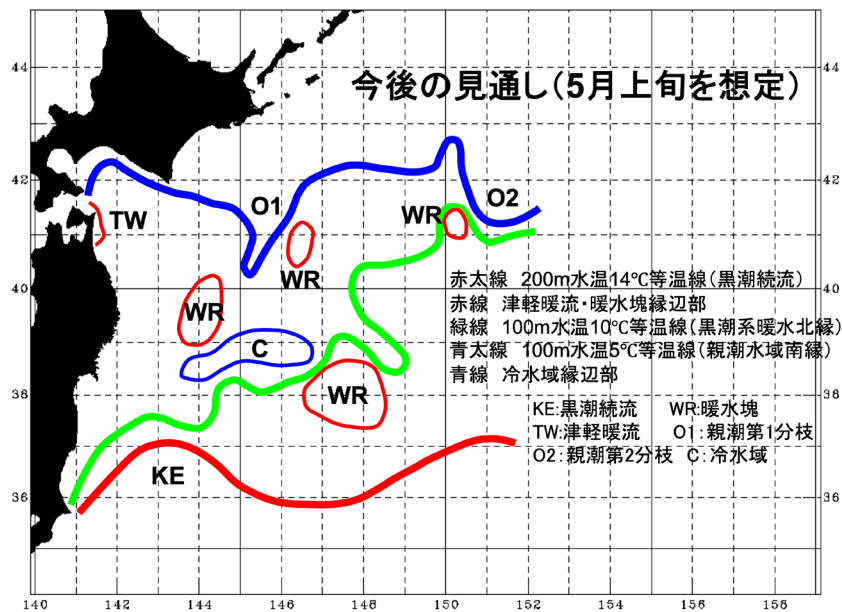 今後の見通し(5月上旬を想定)
44 44
42 42
O1
O2
TW
WR
WR
40 40
WR
C
赤太線 200m水温14℃等温線(黒潮続流)
赤線 津軽暖流・暖水塊縁辺部
緑線 100m水温10℃等温線(黒潮系暖水北縁)
青太線 100m水温5℃等温線(親潮水域南縁)
青線 冷水域縁辺部
38 38
WR
KE:黒潮続流 WR:暖水塊
TW:津軽暖流 O1:親潮第1分枝
O2:親潮第2分枝 C:冷水域
KE
36 36
140 142 144 146 148 150 152 154 156 158